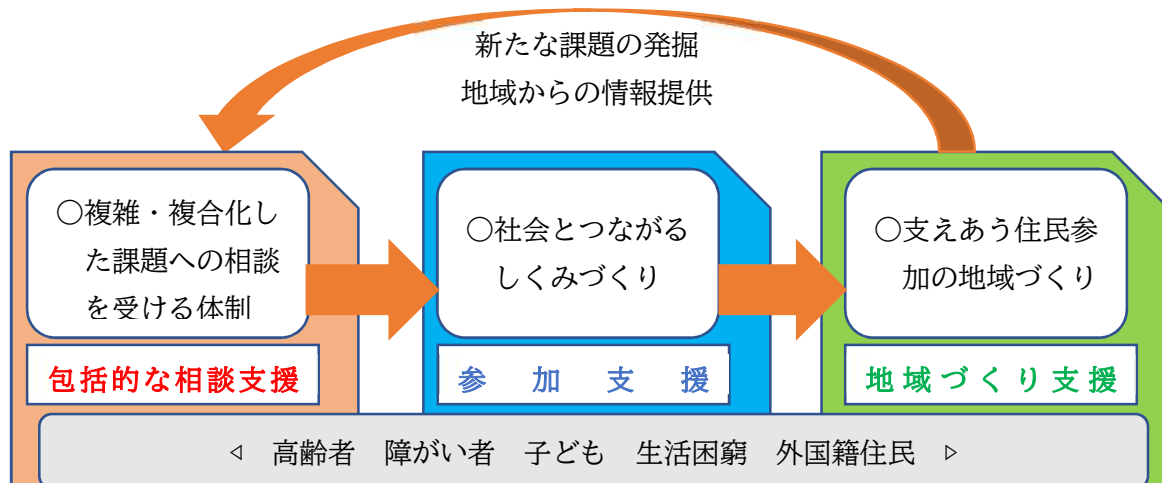 新たな課題の発掘
地域からの情報提供
○複雑・複合化し
た課題への相談
を受ける体制
包括的な相談支援
○社会とつながる
しくみづくり
参加支援
○支えあう住民参
加の地域づくり
地域づくり支援
◁ 高齢者 障がい者 子ども 生活困窮 外国籍住民 ▷